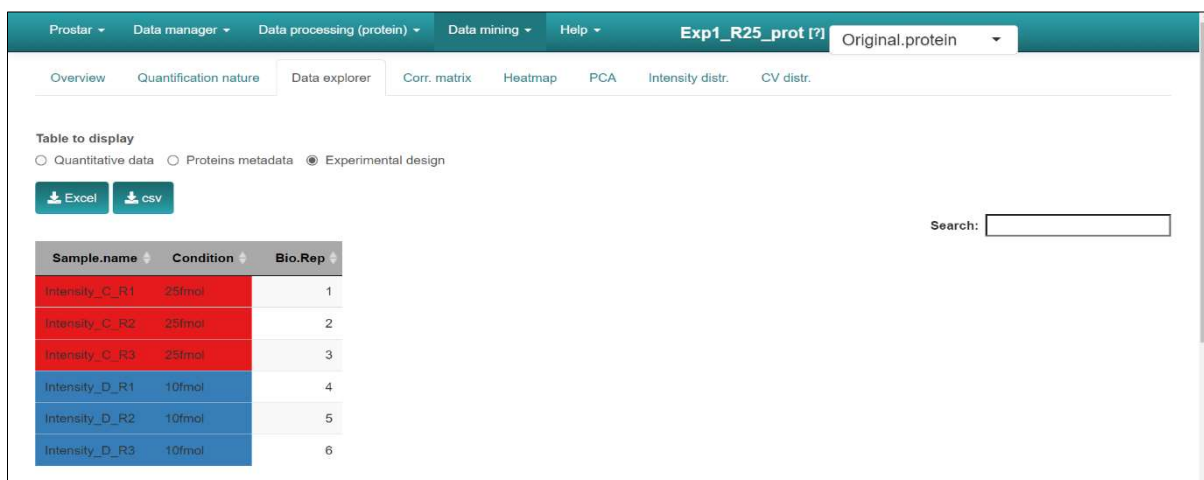 Prostar Data manager Data processing (protein) Data mining Help Exp1_R25_prot [?] Original.protein
Overview Quantification nature Data explorer Corr. matrix Heatmap PCA Intensity distr. CV distr.
Table to display
Quantitative data Proteins metadata Experimental design
Excel csv
Search:
Sample.name Condition Bio.Rep
Intensity_C_R1 25fmol 1
Intensity_C_R2 25fmol 2
Intensity_C_R3 25fmol 3
Intensity_D_R1 10fmol 4
Intensity_D_R2 10fmol 5
Intensity_D_R3 10fmol 6